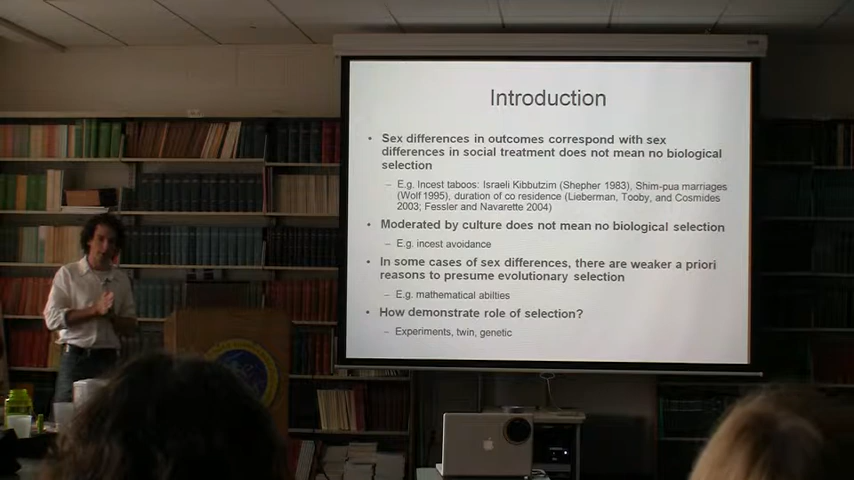 Introduction
• Sex differences in outcomes correspond with sex
differences in social treatment does not mean no biological
selection
– E.g. Incest taboos: Israeli Kibbutzim (Shepher 1983), Shim-pua marriages
(Wolf 1995), duration of co residence (Lieberman, Tooby, and Cosmides
2003; Fessler and Navarette 2004)
• Moderated by culture does not mean no biological selection
– E.g. incest avoidance
• In some cases of sex differences, there are weaker a priori
reasons to presume evolutionary selection
– E.g. mathematical abilties
• How demonstrate role of selection?
– Experiments, twin, genetic